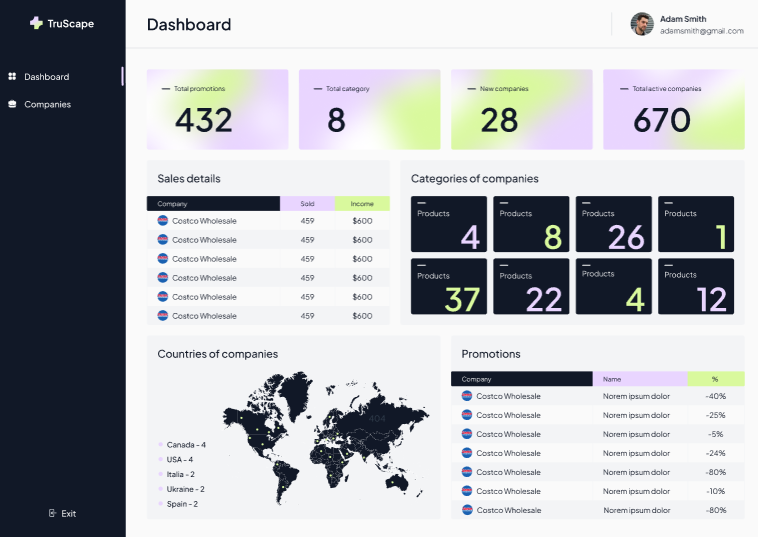 TruScape
Dashboard
Companies
Exit
Dashboard
Adam Smith
adamsmith@gmail.com
Total promotions
432
Total category
8
New companies
28
Total active companies
670
Sales details
Company Sold Income
Costco Wholesale 459 $600
Costco Wholesale 459 $600
Costco Wholesale 459 $600
Costco Wholesale 459 $600
Costco Wholesale 459 $600
Costco Wholesale 459 $600
Categories of companies
Products
4
Products
8
Products
26
Products
1
Products
37
Products
22
Products
4
Products
12
Countries of companies
404
Canada - 4
USA - 4
Italia - 2
Ukraine - 2
Spain - 2
Promotions
Company Name %
Costco Wholesale Norem ipsum dolor -40%
Costco Wholesale Norem ipsum dolor -25%
Costco Wholesale Norem ipsum dolor -5%
Costco Wholesale Norem ipsum dolor -24%
Costco Wholesale Norem ipsum dolor -80%
Costco Wholesale Norem ipsum dolor -10%
Costco Wholesale Norem ipsum dolor -80%